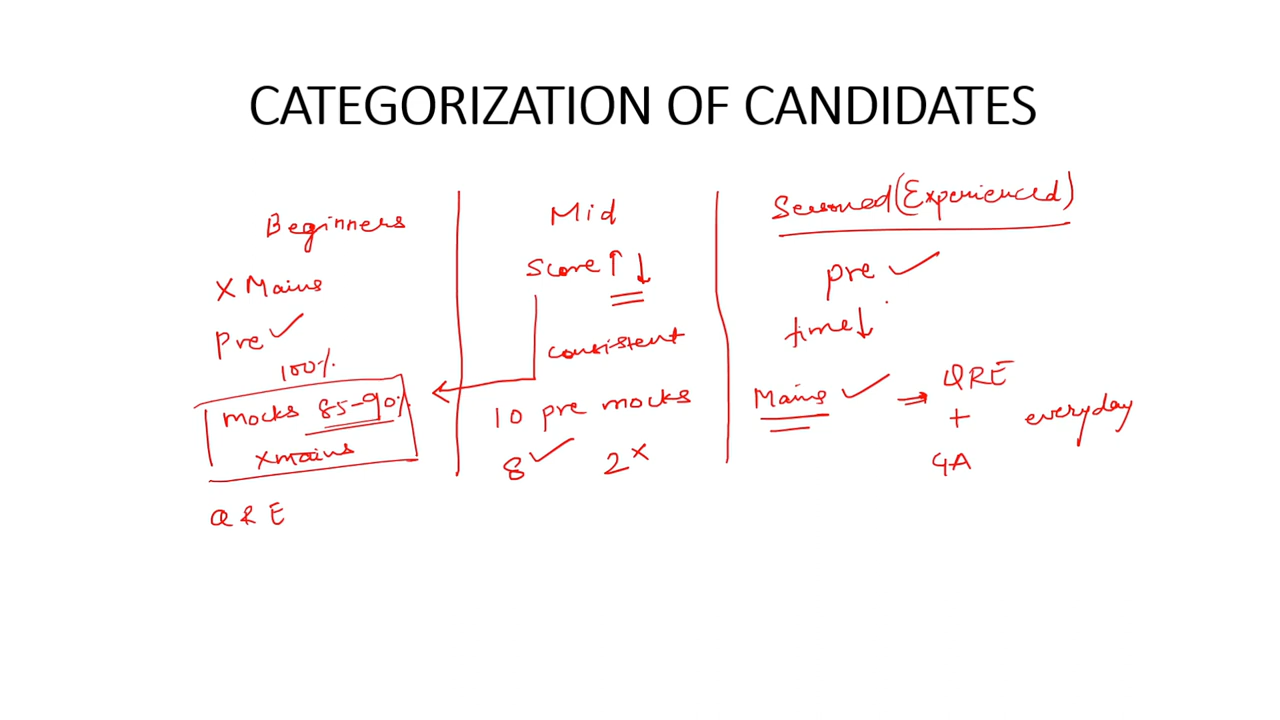 CATEGORIZATION OF CANDIDATES
Beginners
X Mains
Pre ✓
100%
mocks 85-90%
x mains
Q R E
Mid
Score ↑ ↓
consistent
10 pre mocks
8 ✓ 2 x
Seasoned (Experienced)
pre ✓
time ↓
Mains ✓ ⇒ QRE
+
GA
everyday